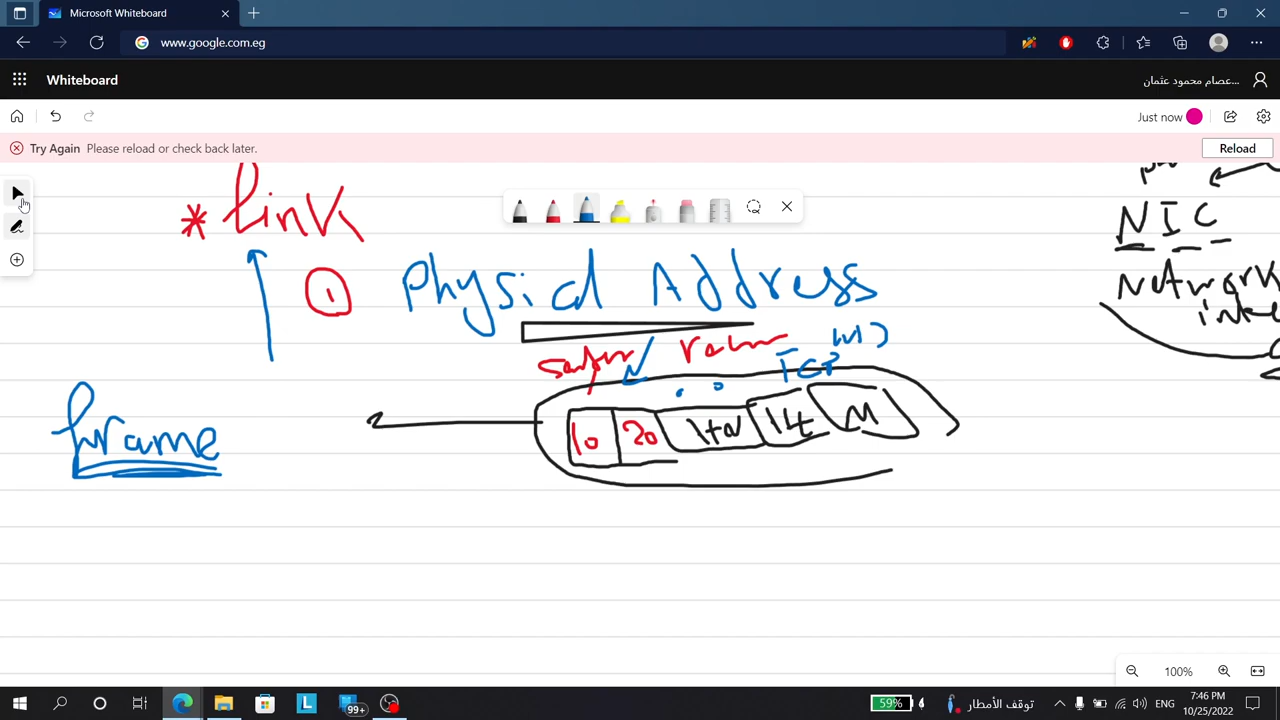 Microsoft Whiteboard
www.google.com.eg
Whiteboard
عصام محمود عثمان...
Just now
Try Again Please reload or check back later.
Reload
* link
NIC
① Physical Address
Network
TCP
frame
10 20 Ht M
100%
59%
توقف الأمطار
ENG
7:46 PM
10/25/2022
99+